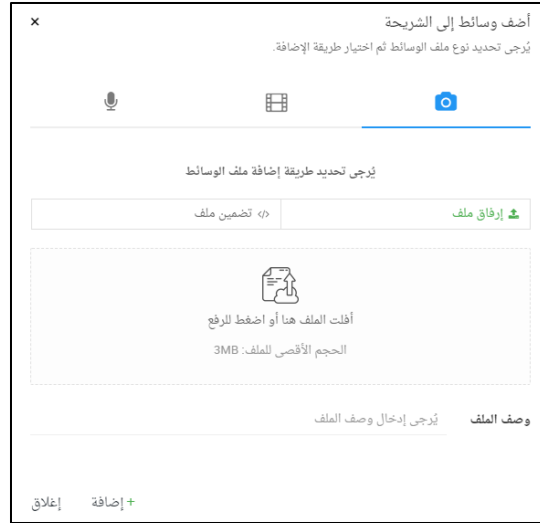 أضف وسائط إلى الشريحة
يُرجى تحديد نوع ملف الوسائط ثم اختيار طريقة الإضافة.
يُرجى تحديد طريقة إضافة ملف الوسائط
إرفاق ملف
تضمين ملف
أفلت الملف هنا أو اضغط للرفع
الحجم الأقصى للملف: 3MB
وصف الملف يُرجى إدخال وصف الملف
+ إضافة إغلاق